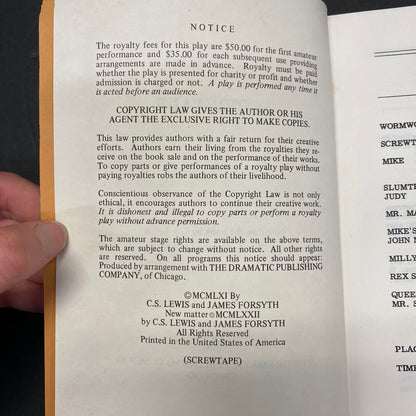 NOTICE
The royalty fees for this play are $50.00 for the first amateur
performance and $35.00 for each subsequent use providing
arrangements are made in advance. Royalty must be paid
whether the play is presented for charity or profit and whether
admission is charged or not. A play is performed any time it
is acted before an audience.
COPYRIGHT LAW GIVES THE AUTHOR OR HIS
AGENT THE EXCLUSIVE RIGHT TO MAKE COPIES.
This law provides authors with a fair return for their creative
efforts. Authors earn their living from the royalties they re-
ceive on the book sale and on the performance of their works.
To copy parts or give performances of a royalty play without
paying royalties robs the authors of their livelihood.
Conscientious observance of the Copyright Law is not only
ethical, it encourages authors to continue their creative work.
It is dishonest and illegal to copy parts or perform a royalty
play without advance permission.
The amateur stage rights are available on the above terms,
which are subject to change without notice. All other rights
are reserved. On all programs this notice should appear:
Produced by arrangement with THE DRAMATIC PUBLISHING
COMPANY, of Chicago.
©MCMLXI By
C.S. LEWIS and JAMES FORSYTH
New matter ©MCMLXXII
by C.S. LEWIS and JAMES FORSYTH
All Rights Reserved
Printed in the United States of America
(SCREWTAPE)
WORMWO
SCREWT
MIKE
SLUMT
JUDY
MR. MA
MIKE'S
JOHN M
MILLY
REX S
QUEE
MR. S
PLAC
TIME